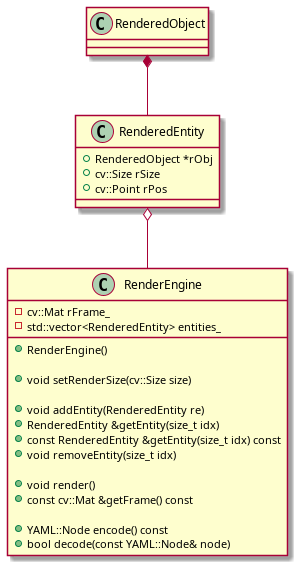 C RenderedObject
C RenderedEntity
RenderedObject *rObj
cv::Size rSize
cv::Point rPos
C RenderEngine
cv::Mat rFrame_
std::vector<RenderedEntity> entities_
RenderEngine()
void setRenderSize(cv::Size size)
void addEntity(RenderedEntity re)
RenderedEntity &getEntity(size_t idx)
const RenderedEntity &getEntity(size_t idx) const
void removeEntity(size_t idx)
void render()
const cv::Mat &getFrame() const
YAML::Node encode() const
bool decode(const YAML::Node& node)